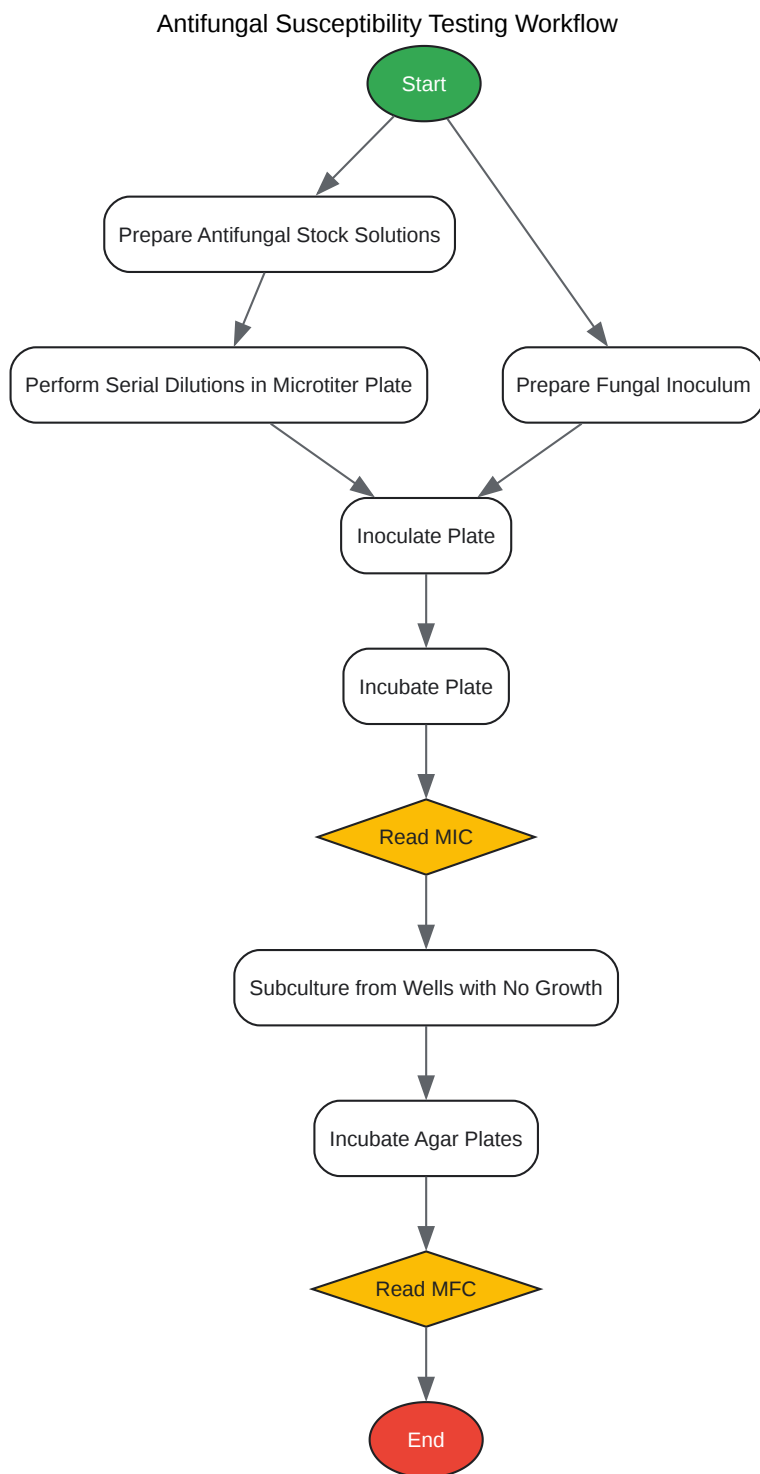 Antifungal Susceptibility Testing Workflow
Start
Prepare Antifungal Stock Solutions
Perform Serial Dilutions in Microtiter Plate
Prepare Fungal Inoculum
Inoculate Plate
Incubate Plate
Read MIC
Subculture from Wells with No Growth
Incubate Agar Plates
Read MFC
End